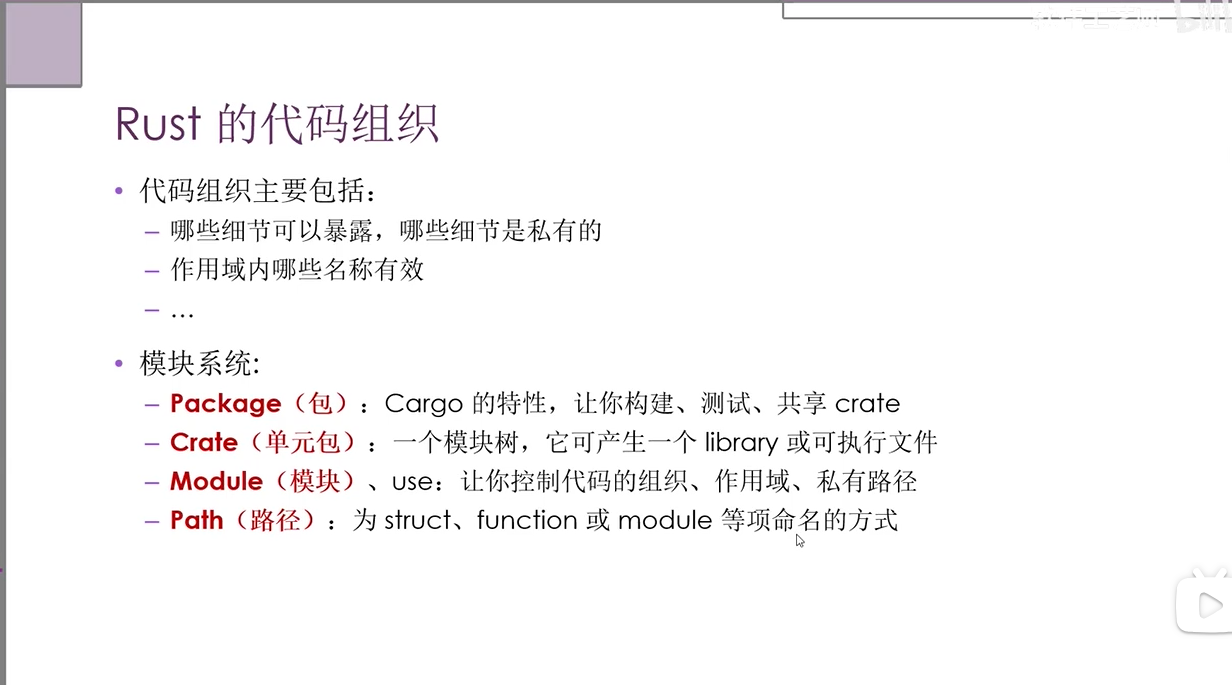 Rust 的代码组织
• 代码组织主要包括：
– 哪些细节可以暴露，哪些细节是私有的
– 作用域内哪些名称有效
– …
• 模块系统:
– Package（包）：Cargo 的特性，让你构建、测试、共享 crate
– Crate（单元包）：一个模块树，它可产生一个 library 或可执行文件
– Module（模块）、use：让你控制代码的组织、作用域、私有路径
– Path（路径）：为 struct、function 或 module 等项命名的方式